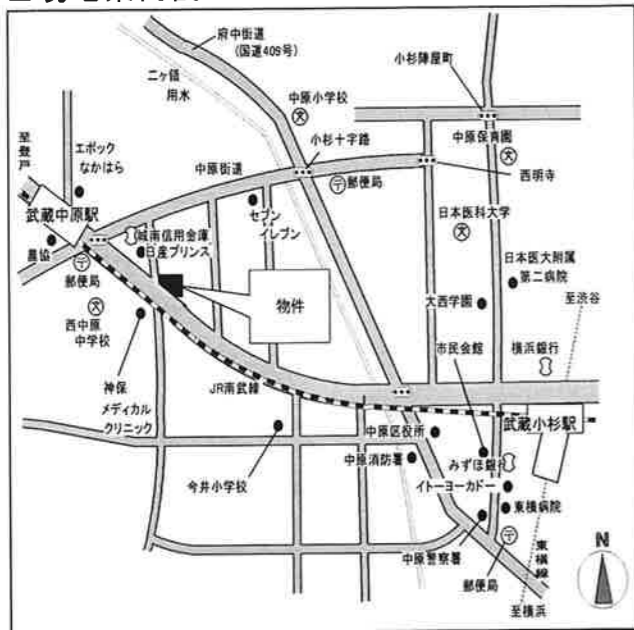 府中街道
(国道409号)
小杉陣屋町
二ヶ領
用水
中原小学校
文
至登戸
エポック
なかはら
小杉十字路
中原保育園
文
中原街道
〒郵便局
西明寺
武蔵中原駅
セブン
イレブン
日本医科大学
文
城南信用金庫
日産プリンス
農協
〒
郵便局
日本医大附属
第二病院
物件
大西学園
至渋谷
文
西中原
中学校
市民会館
横浜銀行
神保
メディカル
クリニック
JR南武線
武蔵小杉駅
中原区役所
中原消防署
みずほ銀行
今井小学校
イトーヨーカドー
東横病院
中原警察署
〒
郵便局
東横線
至横浜
N